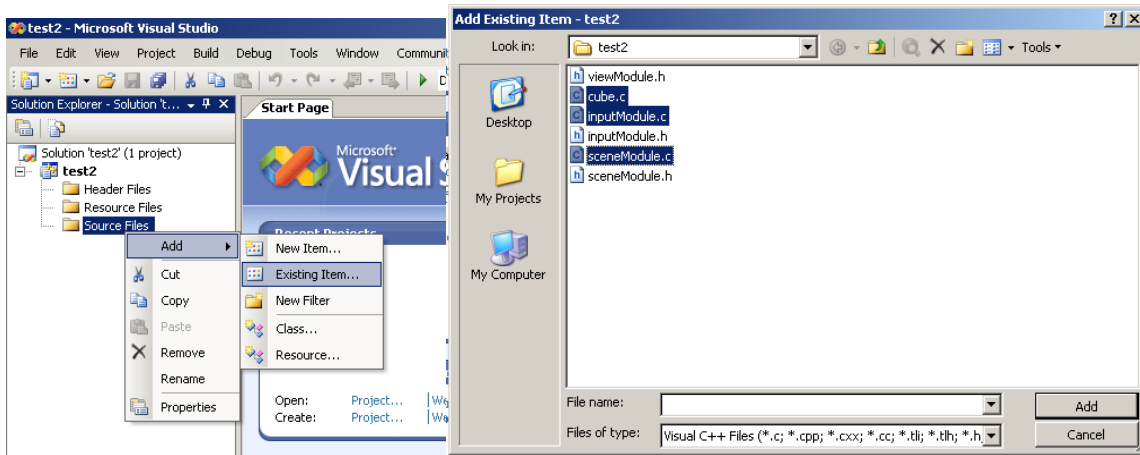 test2 - Microsoft Visual Studio
File Edit View Project Build Debug Tools Window
Solution Explorer - Solution 't...
Start Page
Solution 'test2' (1 project)
test2
Header Files
Resource Files
Source Files
Microsoft
Visual
Recent Projects
Add
Cut
Copy
Paste
Remove
Rename
Properties
New Item...
Existing Item...
New Filter
Class...
Resource...
Open: Project...
Create: Project...
Add Existing Item - test2
Look in:
test2
Tools
Desktop
My Projects
My Computer
viewModule.h
cube.c
inputModule.c
inputModule.h
sceneModule.c
sceneModule.h
File name:
Add
Files of type:
Visual C++ Files (*.c; *.cpp; *.cxx; *.cc; *.tli; *.tlh; *.h
Cancel